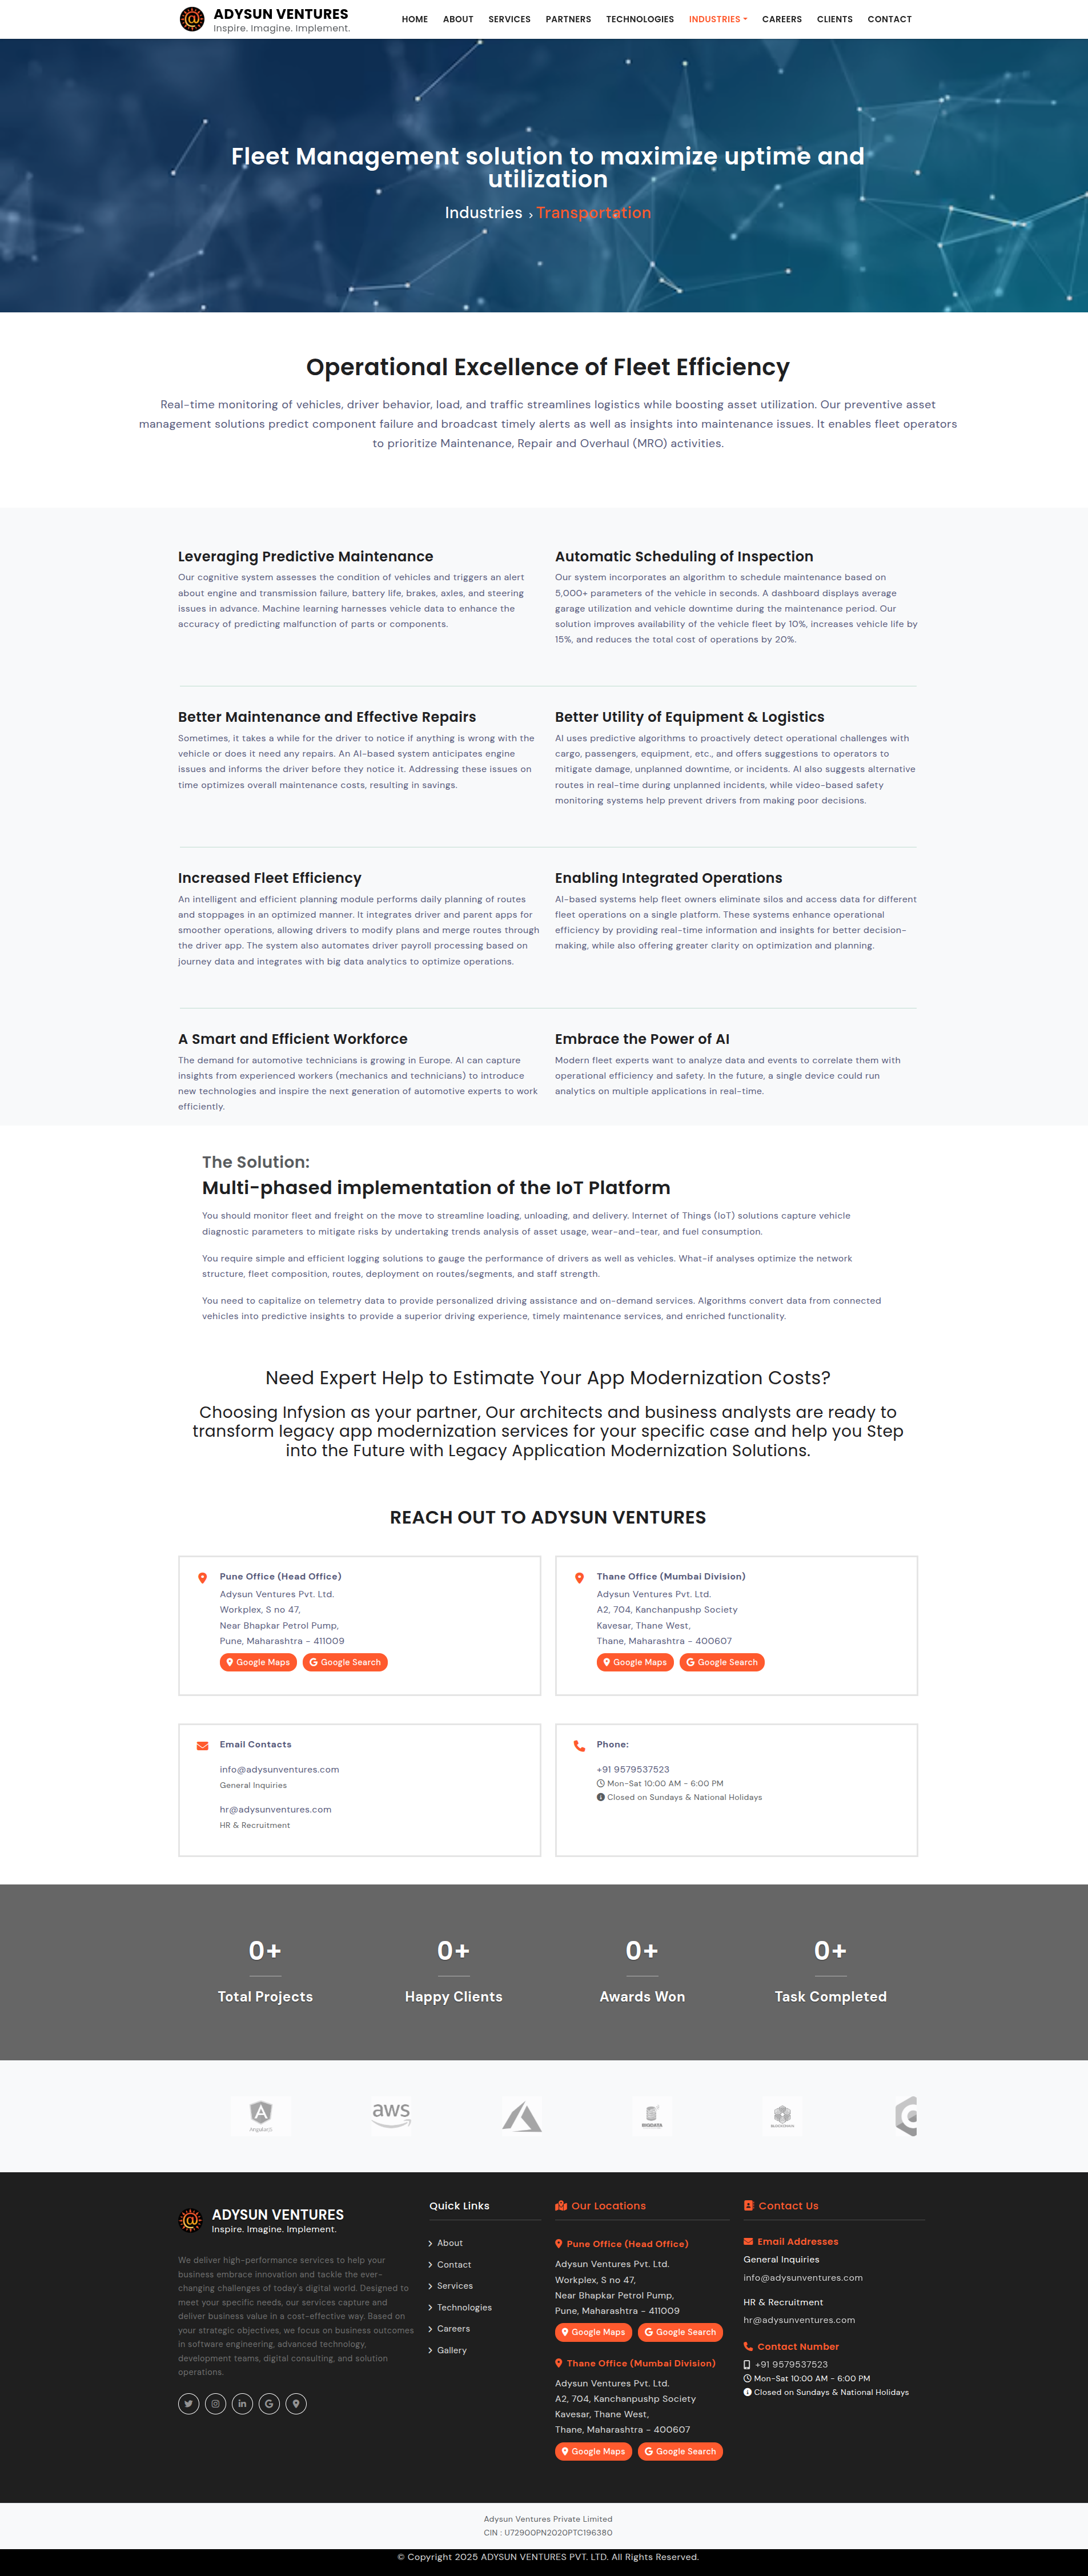 ADYSUN VENTURES
Inspire. Imagine. Implement.
HOME ABOUT SERVICES PARTNERS TECHNOLOGIES INDUSTRIES CAREERS CLIENTS CONTACT
Fleet Management solution to maximize uptime and
utilization
Industries › Transportation
Operational Excellence of Fleet Efficiency
Real-time monitoring of vehicles, driver behavior, load, and traffic streamlines logistics while boosting asset utilization. Our preventive asset
management solutions predict component failure and broadcast timely alerts as well as insights into maintenance issues. It enables fleet operators
to prioritize Maintenance, Repair and Overhaul (MRO) activities.
Leveraging Predictive Maintenance
Our cognitive system assesses the condition of vehicles and triggers an alert
about engine and transmission failure, battery life, brakes, axles, and steering
issues in advance. Machine learning harnesses vehicle data to enhance the
accuracy of predicting malfunction of parts or components.
Automatic Scheduling of Inspection
Our system incorporates an algorithm to schedule maintenance based on
5,000+ parameters of the vehicle in seconds. A dashboard displays average
garage utilization and vehicle downtime during the maintenance period. Our
solution improves availability of the vehicle fleet by 10%, increases vehicle life by
15%, and reduces the total cost of operations by 20%.
Better Maintenance and Effective Repairs
Sometimes, it takes a while for the driver to notice if anything is wrong with the
vehicle or does it need any repairs. An AI-based system anticipates engine
issues and informs the driver before they notice it. Addressing these issues on
time optimizes overall maintenance costs, resulting in savings.
Better Utility of Equipment & Logistics
AI uses predictive algorithms to proactively detect operational challenges with
cargo, passengers, equipment, etc., and offers suggestions to operators to
mitigate damage, unplanned downtime, or incidents. AI also suggests alternative
routes in real-time during unplanned incidents, while video-based safety
monitoring systems help prevent drivers from making poor decisions.
Increased Fleet Efficiency
An intelligent and efficient planning module performs daily planning of routes
and stoppages in an optimized manner. It integrates driver and parent apps for
smoother operations, allowing drivers to modify plans and merge routes through
the driver app. The system also automates driver payroll processing based on
journey data and integrates with big data analytics to optimize operations.
Enabling Integrated Operations
AI-based systems help fleet owners eliminate silos and access data for different
fleet operations on a single platform. These systems enhance operational
efficiency by providing real-time information and insights for better decision-
making, while also offering greater clarity on optimization and planning.
A Smart and Efficient Workforce
The demand for automotive technicians is growing in Europe. AI can capture
insights from experienced workers (mechanics and technicians) to introduce
new technologies and inspire the next generation of automotive experts to work
efficiently.
Embrace the Power of AI
Modern fleet experts want to analyze data and events to correlate them with
operational efficiency and safety. In the future, a single device could run
analytics on multiple applications in real-time.
The Solution:
Multi-phased implementation of the IoT Platform
You should monitor fleet and freight on the move to streamline loading, unloading, and delivery. Internet of Things (IoT) solutions capture vehicle
diagnostic parameters to mitigate risks by undertaking trends analysis of asset usage, wear-and-tear, and fuel consumption.
You require simple and efficient logging solutions to gauge the performance of drivers as well as vehicles. What-if analyses optimize the network
structure, fleet composition, routes, deployment on routes/segments, and staff strength.
You need to capitalize on telemetry data to provide personalized driving assistance and on-demand services. Algorithms convert data from connected
vehicles into predictive insights to provide a superior driving experience, timely maintenance services, and enriched functionality.
Need Expert Help to Estimate Your App Modernization Costs?
Choosing Infysion as your partner, Our architects and business analysts are ready to
transform legacy app modernization services for your specific case and help you Step
into the Future with Legacy Application Modernization Solutions.
REACH OUT TO ADYSUN VENTURES
Pune Office (Head Office)
Adysun Ventures Pvt. Ltd.
Workplex, S no 47,
Near Bhapkar Petrol Pump,
Pune, Maharashtra - 411009
Google Maps Google Search
Thane Office (Mumbai Division)
Adysun Ventures Pvt. Ltd.
A2, 704, Kanchanpushp Society
Kavesar, Thane West,
Thane, Maharashtra - 400607
Google Maps Google Search
Email Contacts
info@adysunventures.com
General Inquiries
hr@adysunventures.com
HR & Recruitment
Phone:
+91 9579537523
Mon-Sat 10:00 AM - 6:00 PM
Closed on Sundays & National Holidays
0+ 0+ 0+ 0+
Total Projects Happy Clients Awards Won Task Completed
AngularJS aws BIGDATA BLOCKCHAIN
ADYSUN VENTURES
Inspire. Imagine. Implement.
We deliver high-performance services to help your
business embrace innovation and tackle the ever-
changing challenges of today's digital world. Designed to
meet your specific needs, our services capture and
deliver business value in a cost-effective way. Based on
your strategic objectives, we focus on business outcomes
in software engineering, advanced technology,
development teams, digital consulting, and solution
operations.
Quick Links
About
Contact
Services
Technologies
Careers
Gallery
Our Locations
Pune Office (Head Office)
Adysun Ventures Pvt. Ltd.
Workplex, S no 47,
Near Bhapkar Petrol Pump,
Pune, Maharashtra - 411009
Google Maps Google Search
Thane Office (Mumbai Division)
Adysun Ventures Pvt. Ltd.
A2, 704, Kanchanpushp Society
Kavesar, Thane West,
Thane, Maharashtra - 400607
Google Maps Google Search
Contact Us
Email Addresses
General Inquiries
info@adysunventures.com
HR & Recruitment
hr@adysunventures.com
Contact Number
+91 9579537523
Mon-Sat 10:00 AM - 6:00 PM
Closed on Sundays & National Holidays
Adysun Ventures Private Limited
CIN : U72900PN2020PTC196380
© Copyright 2025 ADYSUN VENTURES PVT. LTD. All Rights Reserved.